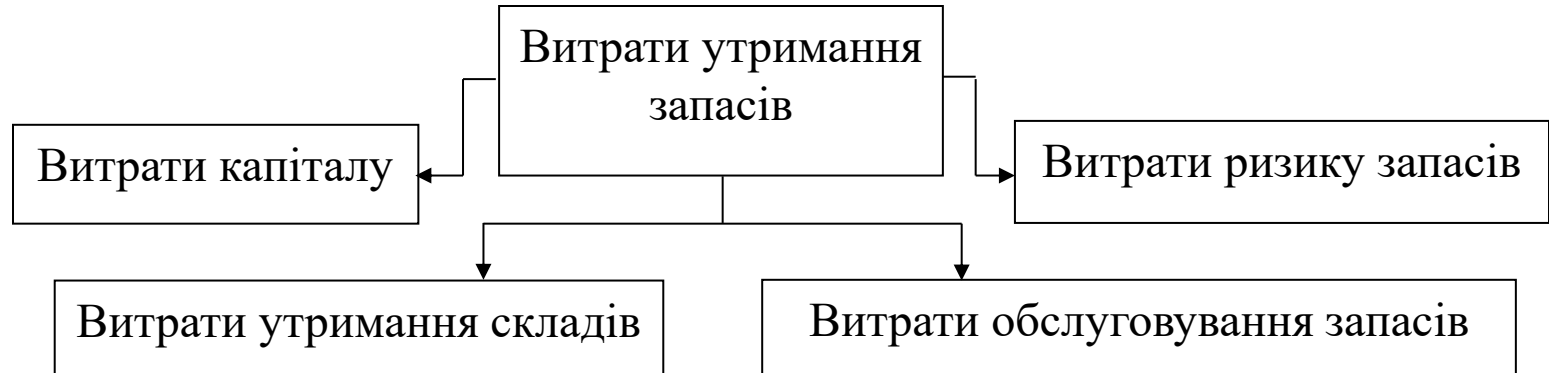 Витрати утримання
запасів
Витрати капіталу
Витрати ризику запасів
Витрати утримання складів
Витрати обслуговування запасів